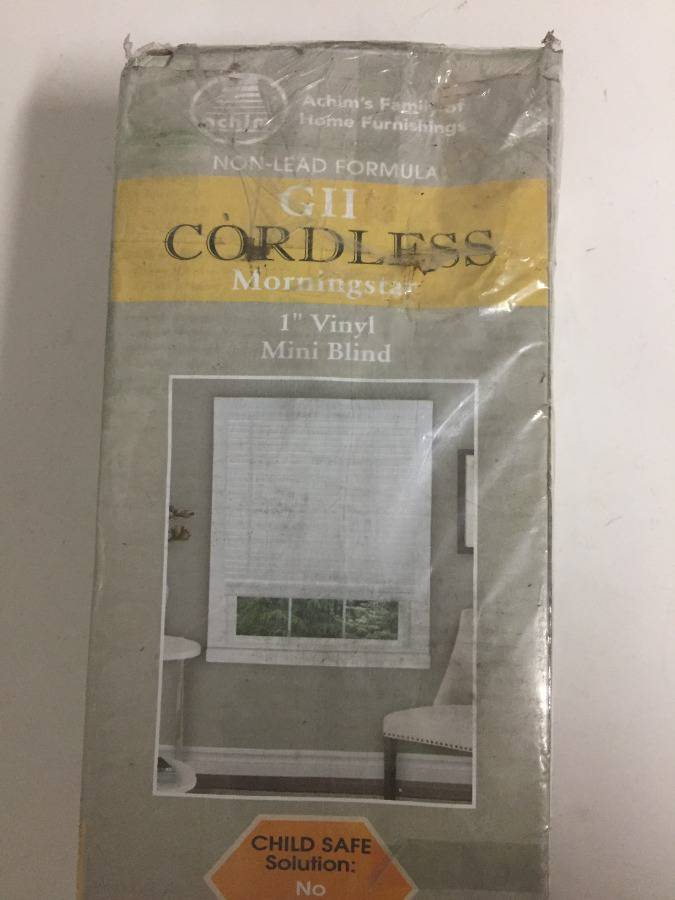 achim
Achim's Family of
Home Furnishings
NON-LEAD FORMULA
GII
CORDLESS
Morningstar
1" Vinyl
Mini Blind
CHILD SAFE
Solution:
No